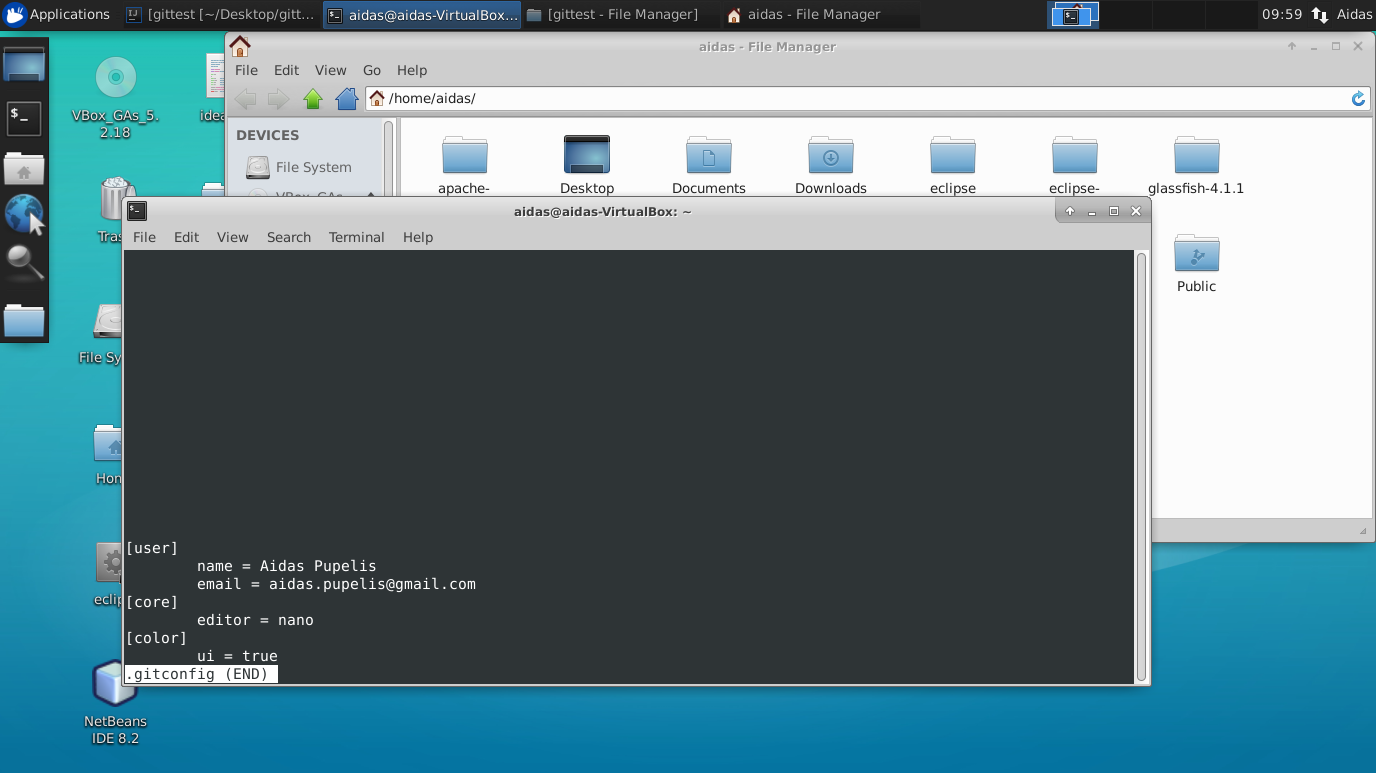 Applications
[gittest [~/Desktop/gitt...
aidas@aidas-VirtualBox:...
[gittest - File Manager]
aidas - File Manager
09:59
Aidas
VBox_GAs_5.
2.18
idea
Tras
File Sy
Hon
eclip
NetBeans
IDE 8.2
aidas - File Manager
File Edit View Go Help
/home/aidas/
DEVICES
File System
VBox_GAs_
apache-
Desktop
Documents
Downloads
eclipse
eclipse-
glassfish-4.1.1
Public
aidas@aidas-VirtualBox: ~
File Edit View Search Terminal Help
[user]
name = Aidas Pupelis
email = aidas.pupelis@gmail.com
[core]
editor = nano
[color]
ui = true
.gitconfig (END)